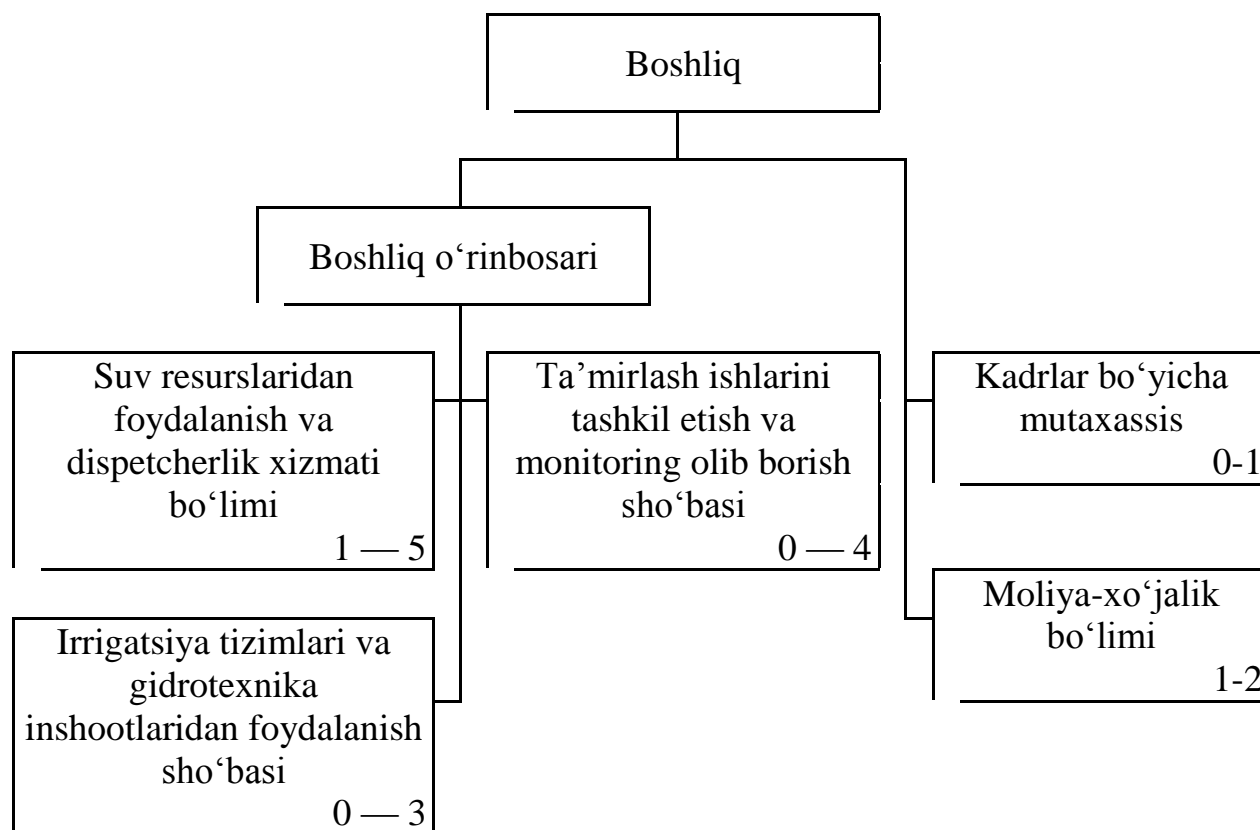 Boshliq
Boshliq o‘rinbosari
Suv resurslaridan
foydalanish va
dispetcherlik xizmati
bo‘limi
1 — 5
Ta’mirlash ishlarini
tashkil etish va
monitoring olib borish
sho‘basi
0 — 4
Kadrlar bo‘yicha
mutaxassis
0-1
Irrigatsiya tizimlari va
gidrotexnika
inshootlaridan foydalanish
sho‘basi
0 — 3
Moliya-xo‘jalik
bo‘limi
1-2